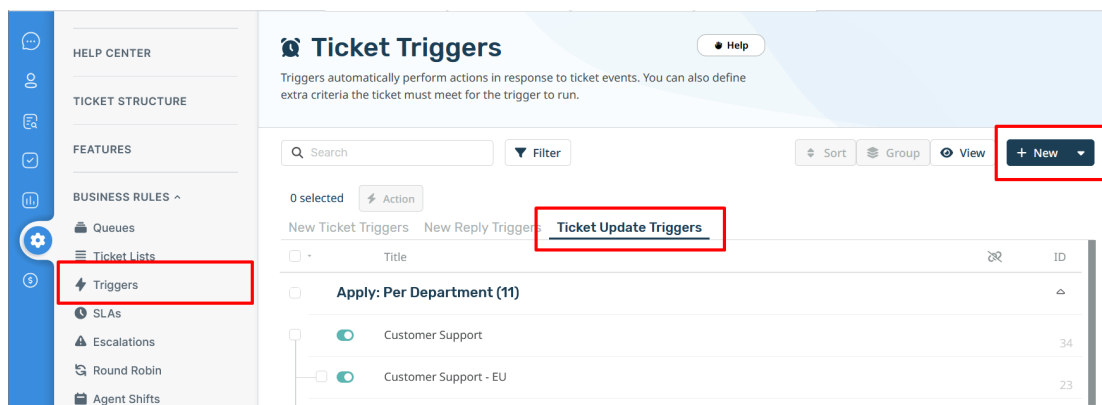 HELP CENTER
TICKET STRUCTURE
FEATURES
BUSINESS RULES
Queues
Ticket Lists
Triggers
SLAs
Escalations
Round Robin
Agent Shifts
Ticket Triggers
Help
Triggers automatically perform actions in response to ticket events. You can also define
extra criteria the ticket must meet for the trigger to run.
Search
Filter
Sort
Group
View
+ New
0 selected
Action
New Ticket Triggers
New Reply Triggers
Ticket Update Triggers
Title
ID
Apply: Per Department (11)
Customer Support
34
Customer Support - EU
23